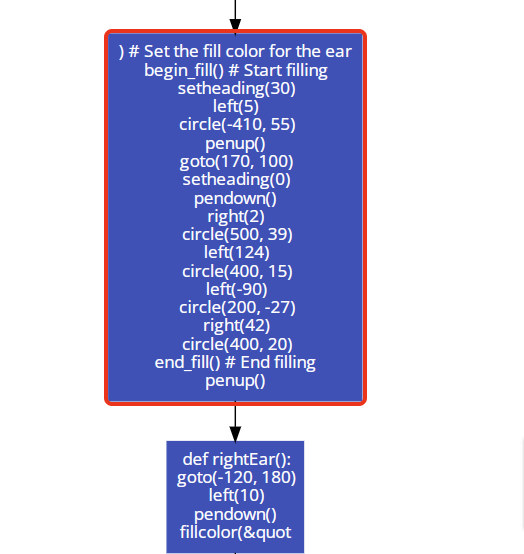 ) # Set the fill color for the ear
begin_fill() # Start filling
setheading(30)
left(5)
circle(-410, 55)
penup()
goto(170, 100)
setheading(0)
pendown()
right(2)
circle(500, 39)
left(124)
circle(400, 15)
left(-90)
circle(200, -27)
right(42)
circle(400, 20)
end_fill() # End filling
penup()
def rightEar():
goto(-120, 180)
left(10)
pendown()
fillcolor(&quot